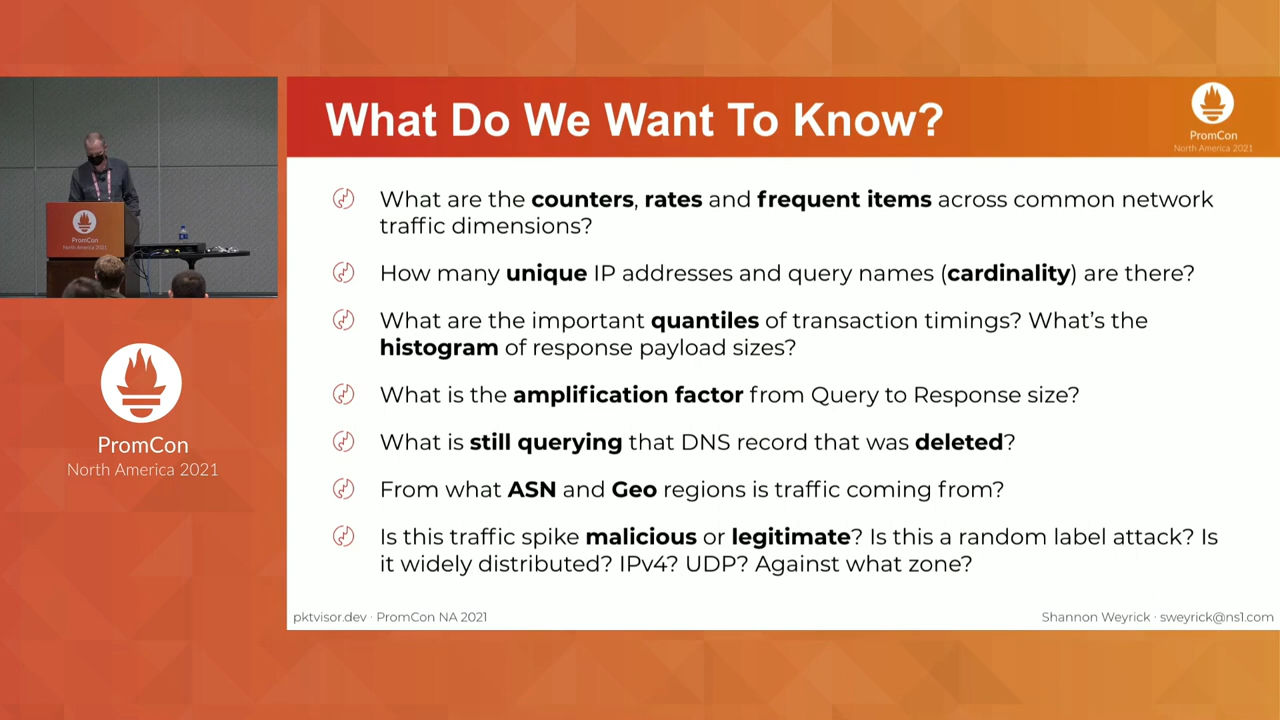 What Do We Want To Know?
PromCon
North America 2021
What are the counters, rates and frequent items across common network
traffic dimensions?
How many unique IP addresses and query names (cardinality) are there?
What are the important quantiles of transaction timings? What's the
histogram of response payload sizes?
What is the amplification factor from Query to Response size?
What is still querying that DNS record that was deleted?
From what ASN and Geo regions is traffic coming from?
Is this traffic spike malicious or legitimate? Is this a random label attack? Is
it widely distributed? IPv4? UDP? Against what zone?
pktvisor.dev · PromCon NA 2021
Shannon Weyrick · sweyrick@ns1.com
PromCon
North America 2021
PromCon
North America 2021